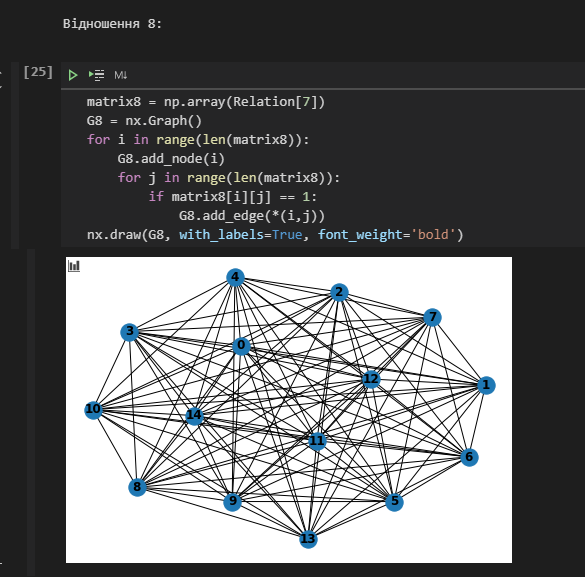 Відношення 8:
[25]
M↓
matrix8 = np.array(Relation[7])
G8 = nx.Graph()
for i in range(len(matrix8)):
    G8.add_node(i)
    for j in range(len(matrix8)):
        if matrix8[i][j] == 1:
            G8.add_edge(*(i,j))
nx.draw(G8, with_labels=True, font_weight='bold')
4
2
7
3
0
12
1
10
14
11
6
8
9
5
13